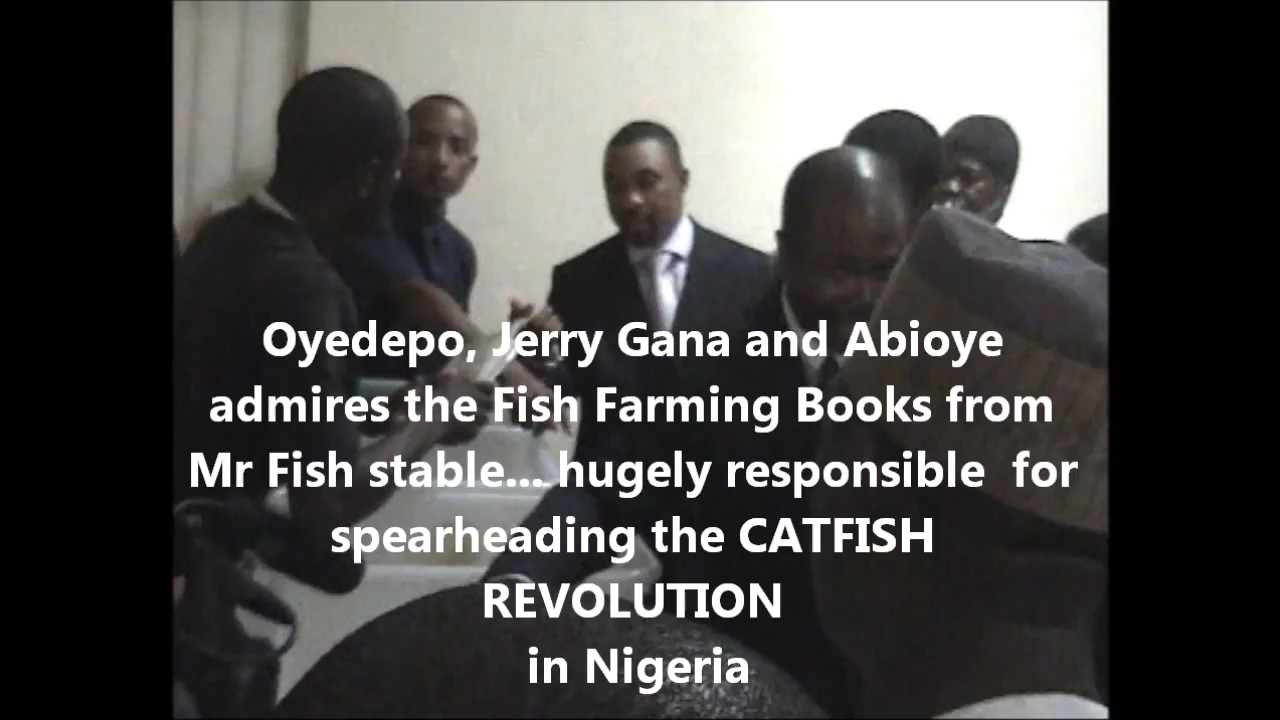 Oyedepo, Jerry Gana and Abioye
admires the Fish Farming Books from
Mr Fish stable... hugely responsible  for
spearheading the CATFISH
REVOLUTION
in Nigeria